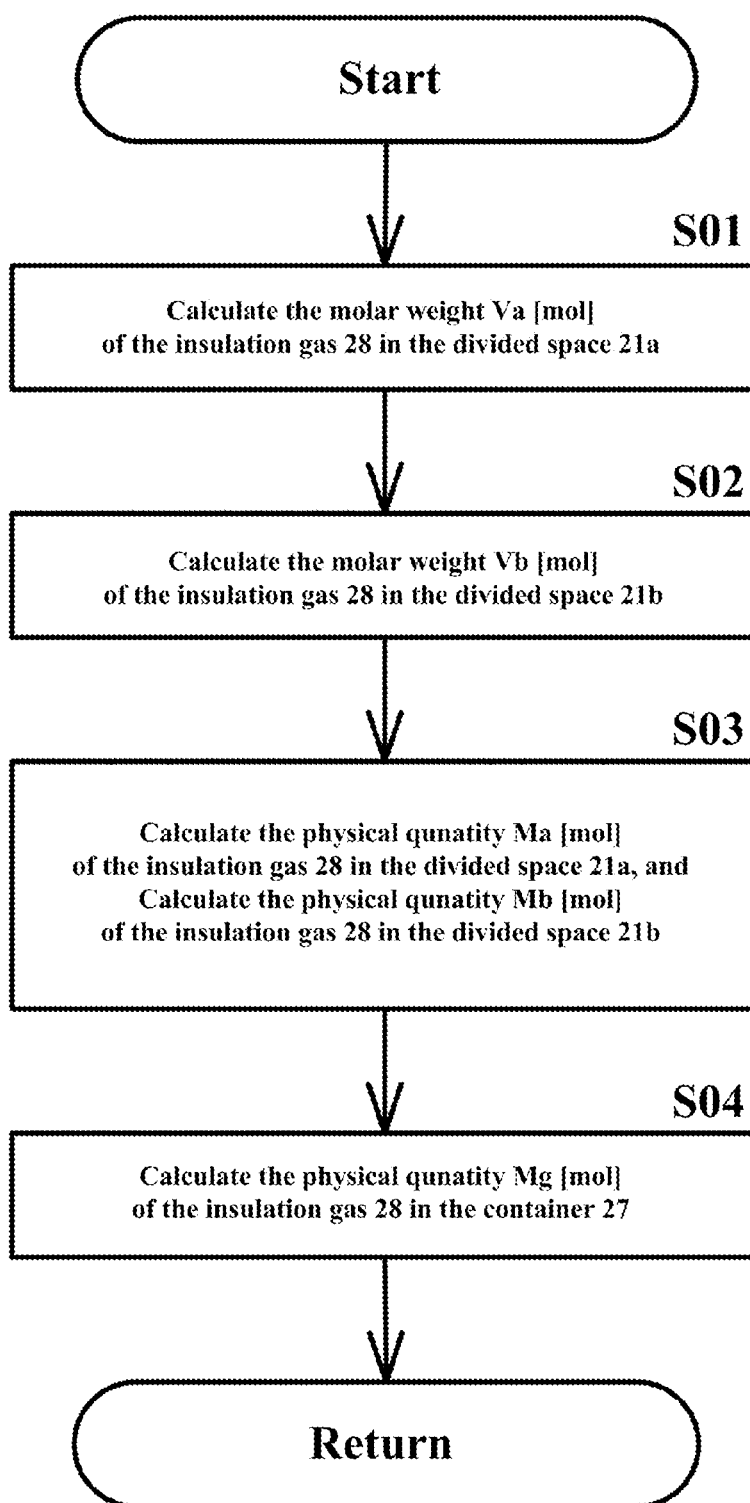 Start
S01
Calculate the molar weight Va [mol]
of the insulation gas 28 in the divided space 21a
S02
Calculate the molar weight Vb [mol]
of the insulation gas 28 in the divided space 21b
S03
Calculate the physical qunatity Ma [mol]
of the insulation gas 28 in the divided space 21a, and
Calculate the physical qunatity Mb [mol]
of the insulation gas 28 in the divided space 21b
S04
Calculate the physical qunatity Mg [mol]
of the insulation gas 28 in the container 27
Return